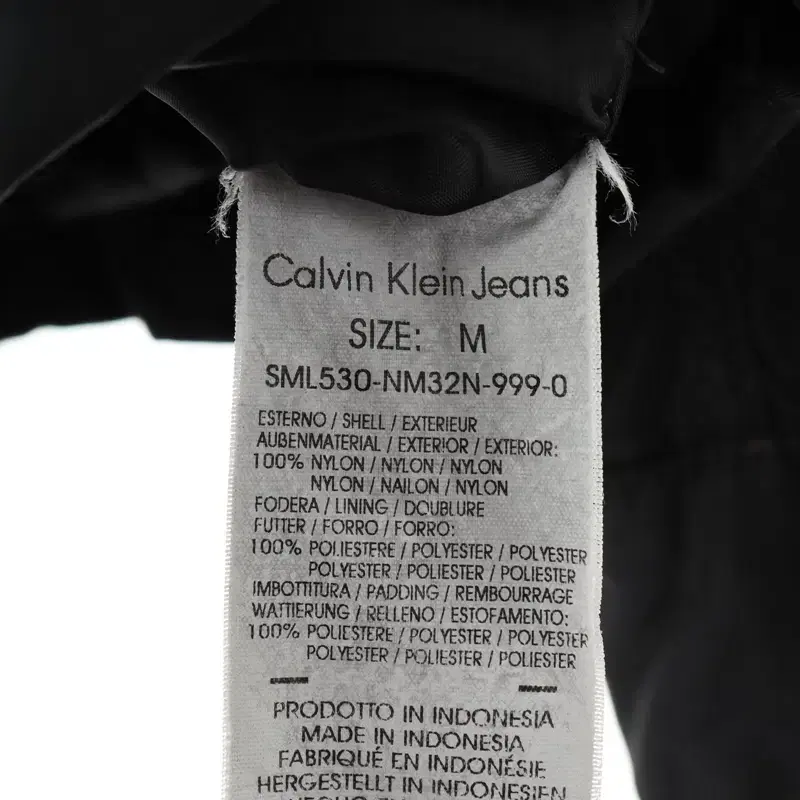 Calvin Klein Jeans
SIZE: M
SML530-NM32N-999-0
ESTERNO / SHELL / EXTERIEUR
AUBENMATERIAL / EXTERIOR / EXTERIOR:
100% NYLON / NYLON / NYLON
NYLON / NAILON / NYLON
FODERA / LINING / DOUBLURE
FUTTER / FORRO / FORRO:
100% POLIESTERE / POLYESTER / POLYESTER
POLYESTER / POLIESTER / POLIESTER
IMBOTTITURA / PADDING / REMBOURRAGE
WATTIERUNG / RELLENO / ESTOFAMENTO:
100% POLIESTERE / POLYESTER / POLYESTER
POLYESTER / POLIESTER / POLIESTER
PRODOTTO IN INDONESIA
MADE IN INDONESIA
FABRIQUÉ EN INDONÉSIE
HERGESTELLT IN INDONESIEN